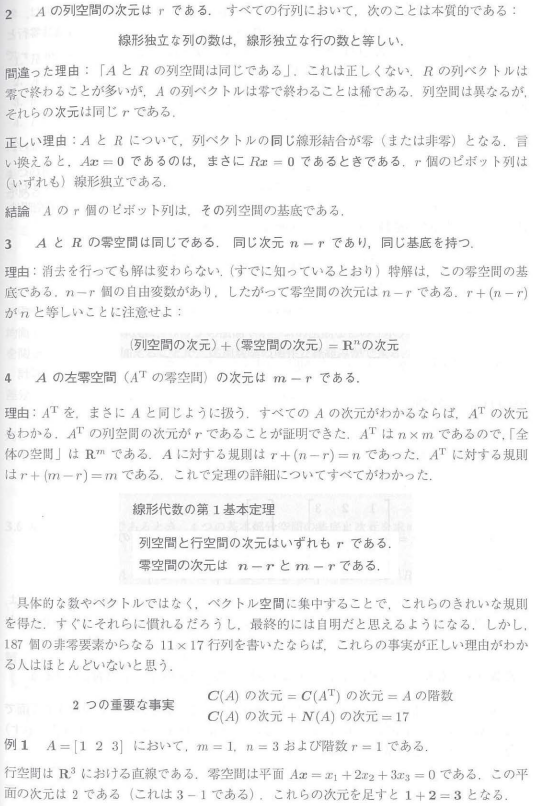 2 A の列空間の次元は r である. すべての行列において,次のことは本質的である:
線形独立な列の数は,線形独立な行の数と等しい.
間違った理由:「A と R の列空間は同じである」.これは正しくない.R の列ベクトルは
零で終わることが多いが,A の列ベクトルは零で終わることは稀である.列空間は異なるが,
それらの次元は同じ r である.
正しい理由:A と R について,列ベクトルの同じ線形結合が零(または非零)となる.言
い換えると,Ax = 0 であるのは,まさに Rx = 0 であるときである.r 個のピボット列は
(いずれも)線形独立である.
結論 A の r 個のピボット列は,その列空間の基底である.
3 A と R の零空間は同じである. 同じ次元 n − r であり,同じ基底を持つ.
理由:消去を行っても解は変わらない.(すでに知っているとおり)特解は,この零空間の基
底である.n−r 個の自由変数があり,したがって零空間の次元は n−r である.r+(n−r)
が n と等しいことに注意せよ:
(列空間の次元)+(零空間の次元)= Rⁿの次元
4 A の左零空間(Aᵀ の零空間)の次元は m − r である.
理由:Aᵀ を,まさに A と同じように扱う.すべての A の次元がわかるならば,Aᵀ の次元
もわかる.Aᵀ の列空間の次元が r であることが証明できた.Aᵀ は n×m であるので,「全
体の空間」は Rᵐ である.A に対する規則は r+(n−r)=n であった.Aᵀ に対する規則
は r+(m−r)=m である.これで定理の詳細についてすべてがわかった.
線形代数の第 1 基本定理
列空間と行空間の次元はいずれも r である.
零空間の次元は n − r と m − r である.
具体的な数やベクトルではなく,ベクトル空間に集中することで,これらのきれいな規則
を得た.すぐにそれらに慣れるだろうし,最終的には自明だと思えるようになる.しかし,
187 個の非零要素からなる 11×17 行列を書いたならば,これらの事実が正しい理由がわか
る人はほとんどいないと思う.
2 つの重要な事実
C(A) の次元 = C(Aᵀ) の次元 = A の階数
C(A) の次元 + N(A) の次元 = 17
例 1 A = [1 2 3] において,m = 1, n = 3 および階数 r = 1 である.
行空間は R³ における直線である.零空間は平面 Ax = x₁ + 2x₂ + 3x₃ = 0 である.この平
面の次元は 2 である(これは 3 − 1 である).これらの次元を足すと 1 + 2 = 3 となる.